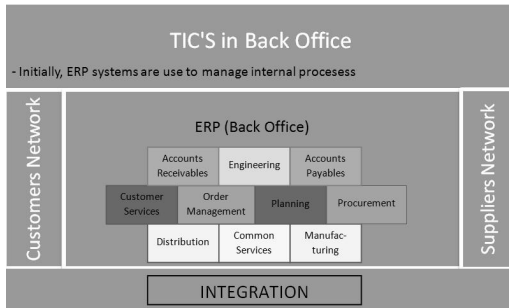 TIC'S in Back Office
- Initially, ERP systems are use to manage internal procesess
Customers Network
ERP (Back Office)
Accounts
Receivables
Engineering
Accounts
Payables
Customer
Services
Order
Management
Planning
Procurement
Distribution
Common
Services
Manufac-
turing
Suppliers Network
INTEGRATION